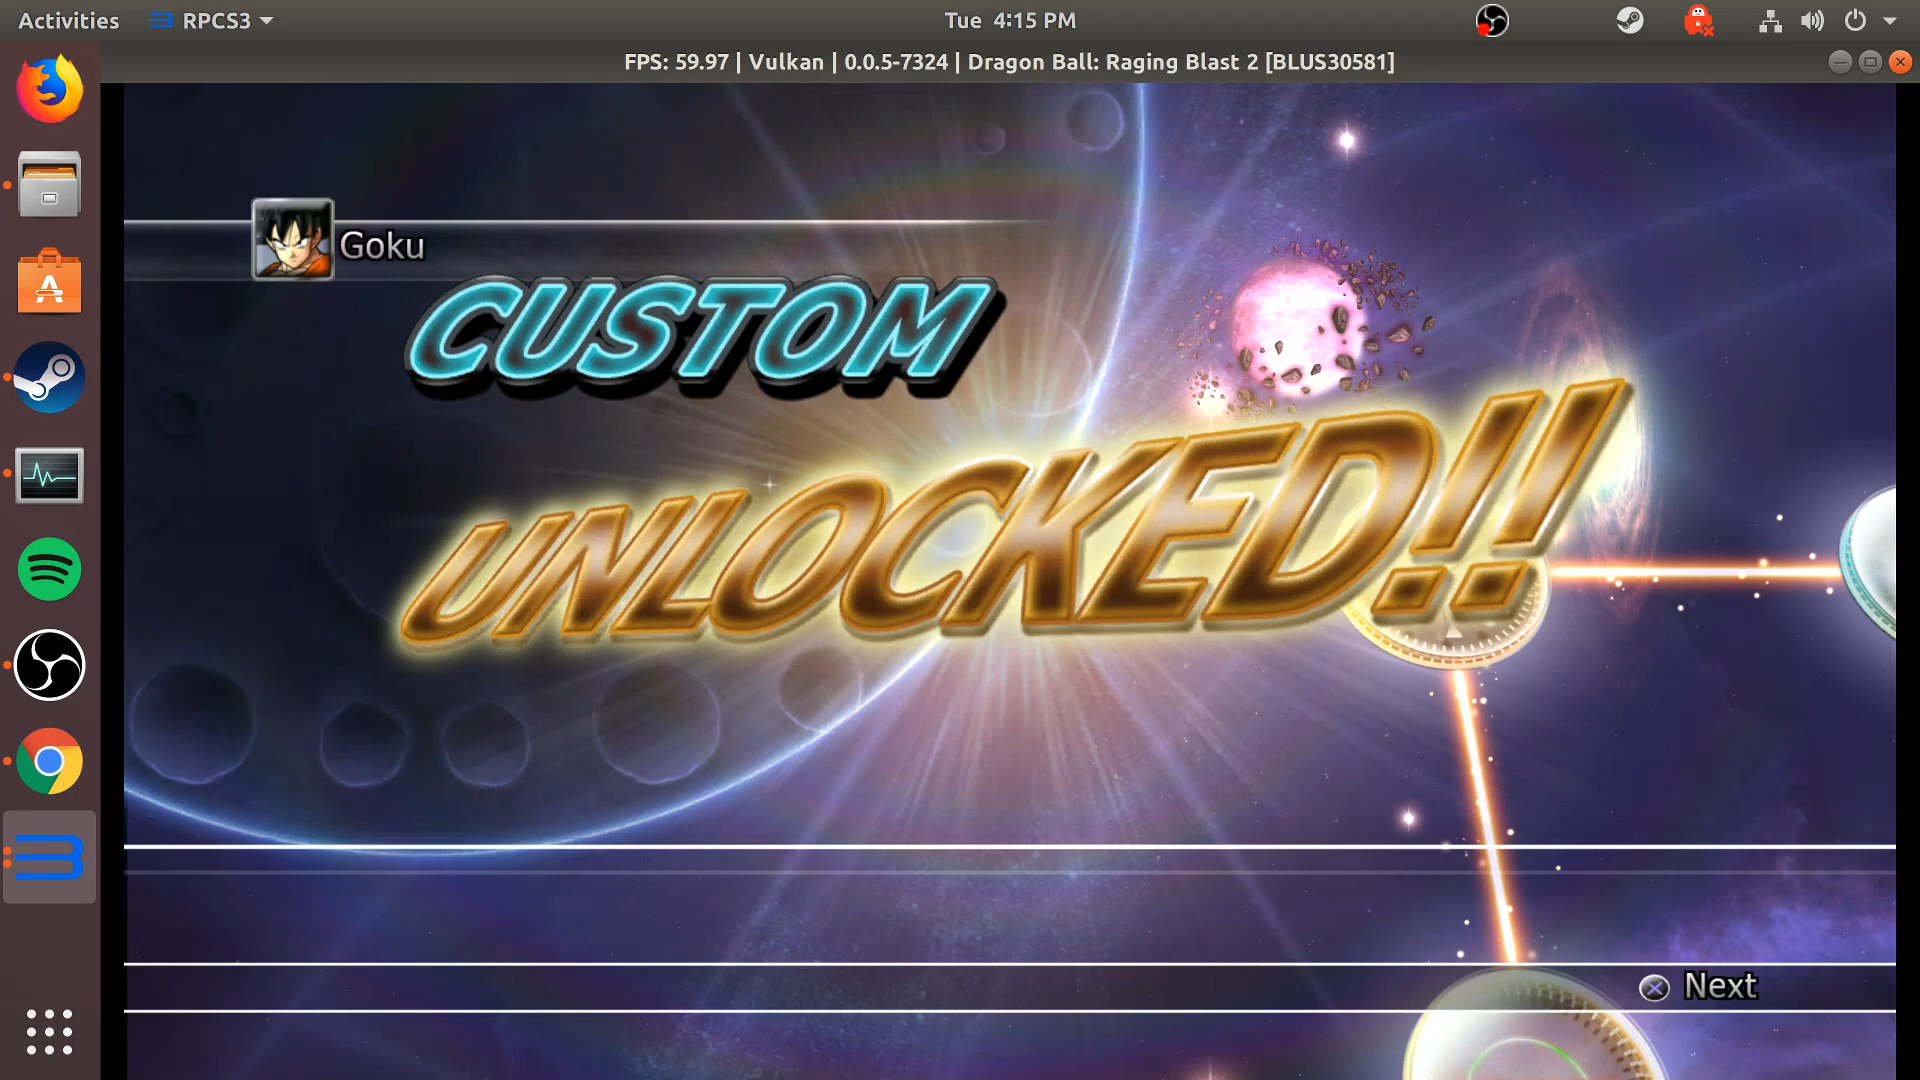 Activities RPCS3 Tue 4:15 PM
FPS: 59.97 | Vulkan | 0.0.5-7324 | Dragon Ball: Raging Blast 2 [BLUS30581]
Goku
CUSTOM
UNLOCKED!!
Next